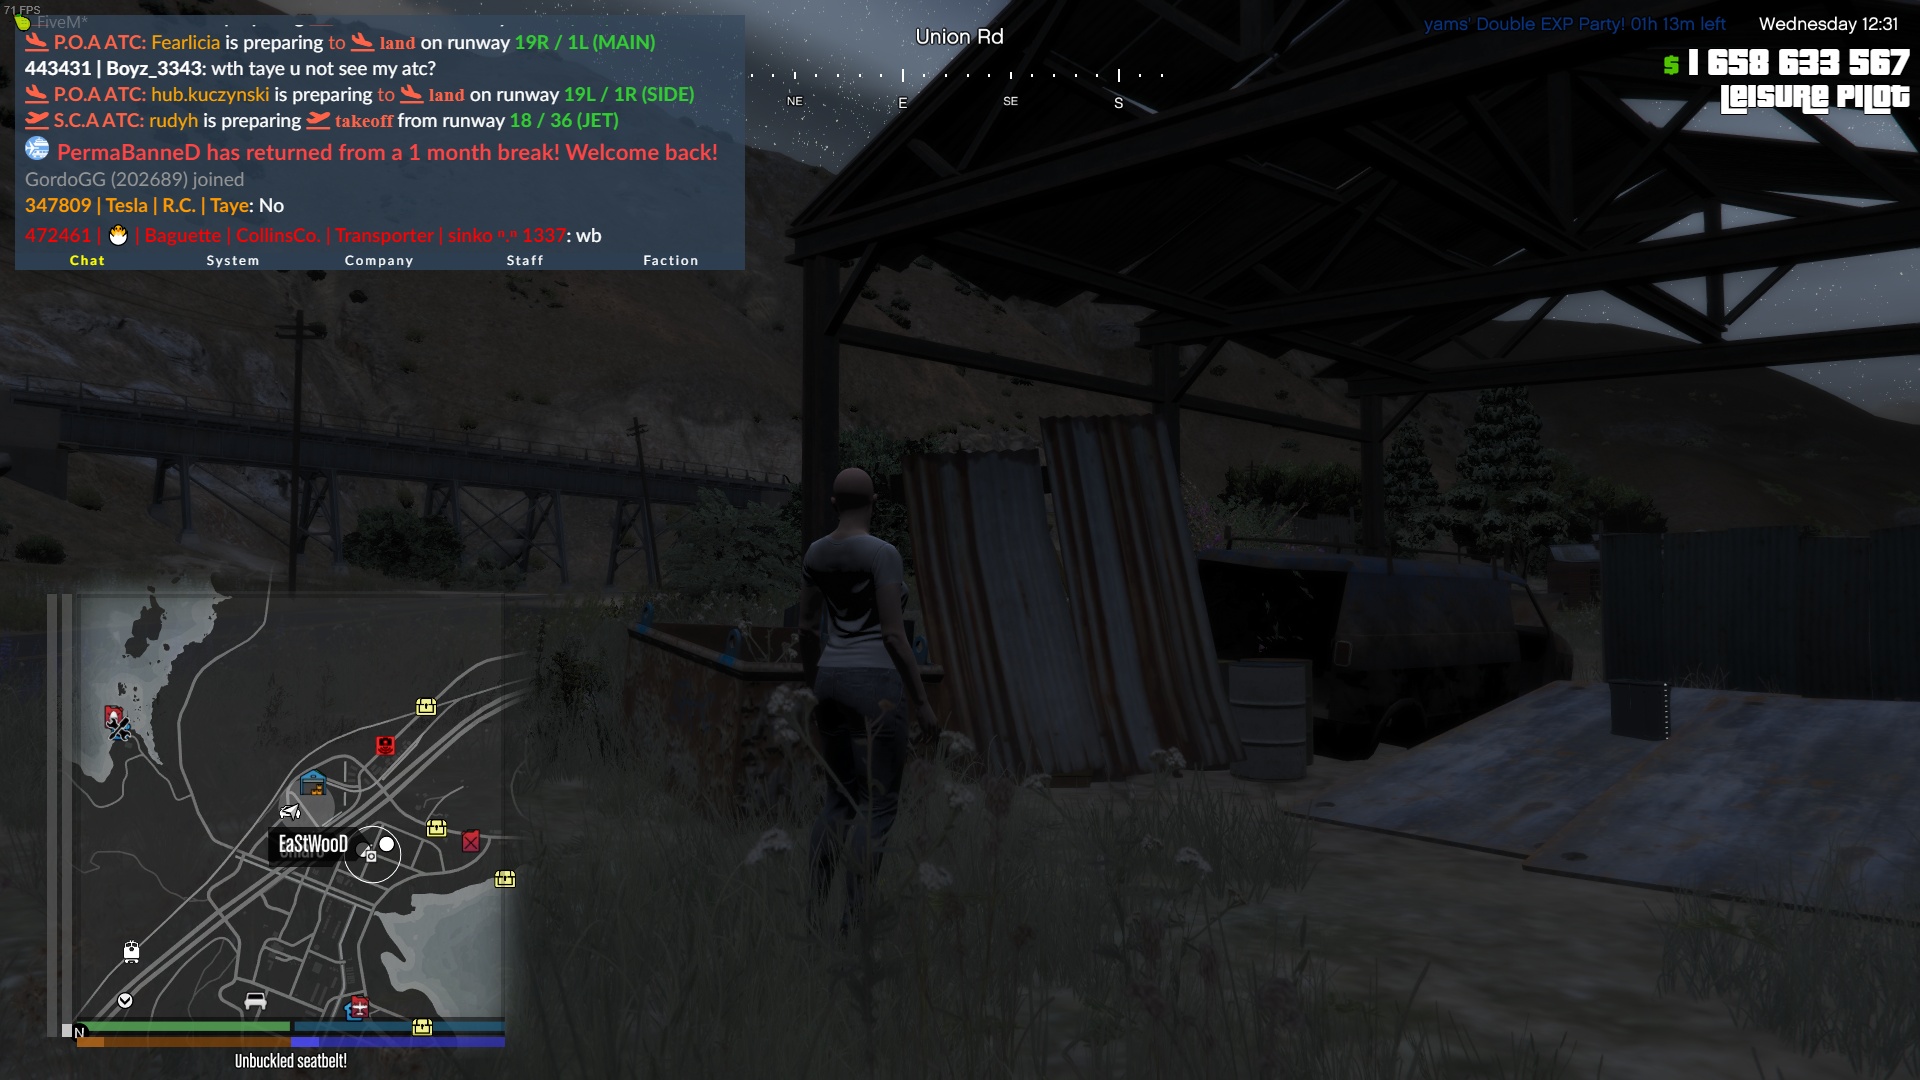 71 FPS
FiveM*
P.O.A ATC: Fearlicia is preparing to land on runway 19R / 1L (MAIN)
443431 | Boyz_3343: wth taye u not see my atc?
P.O.A ATC: hub.kuczynski is preparing to land on runway 19L / 1R (SIDE)
S.C.A ATC: rudyh is preparing takeoff from runway 18 / 36 (JET)
PermaBanneD has returned from a 1 month break! Welcome back!
GordoGG (202689) joined
347809 | Tesla | R.C. | Taye: No
472461 | 🐣 | Baguette | CollinsCo. | Transporter | sinko ⁿ.ⁿ 1337: wb
Chat System Company Staff Faction
Union Rd
NE E SE S
yams' Double EXP Party! 01h 13m left
Wednesday 12:31
$ 1 658 633 567
LEISURE PILOT
EaStWooD
N
Unbuckled seatbelt!